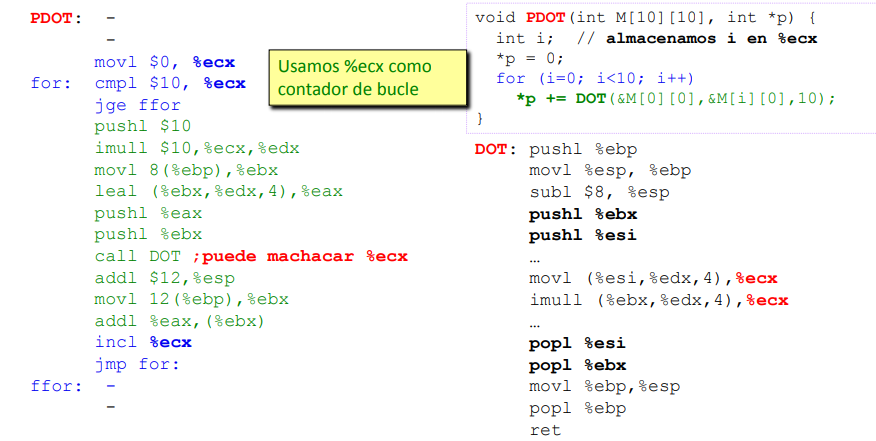 PDOT: -
-
movl $0, %ecx
for: cmpl $10, %ecx
jge ffor
pushl $10
imull $10,%ecx,%edx
movl 8(%ebp),%ebx
leal (%ebx,%edx,4),%eax
pushl %eax
pushl %ebx
call DOT ;puede machacar %ecx
addl $12,%esp
movl 12(%ebp),%ebx
addl %eax,(%ebx)
incl %ecx
jmp for:
ffor: -
-
Usamos %ecx como
contador de bucle
void PDOT(int M[10][10], int *p) {
int i; // almacenamos i en %ecx
*p = 0;
for (i=0; i<10; i++)
*p += DOT(&M[0][0],&M[i][0],10);
}
DOT: pushl %ebp
movl %esp, %ebp
subl $8, %esp
pushl %ebx
pushl %esi
…
movl (%esi,%edx,4),%ecx
imull (%ebx,%edx,4),%ecx
…
popl %esi
popl %ebx
movl %ebp,%esp
popl %ebp
ret